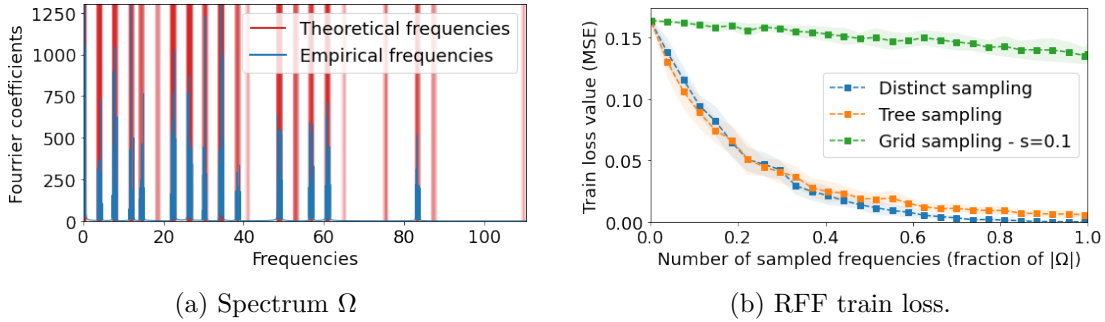 1250
1000
750
500
250
0
Fourrier coefficients
Theoretical frequencies
Empirical frequencies
0 20 40 60 80 100
Frequencies
(a) Spectrum Ω
0.15
0.10
0.05
0.00
Train loss value (MSE)
Distinct sampling
Tree sampling
Grid sampling - s=0.1
0.0 0.2 0.4 0.6 0.8 1.0
Number of sampled frequencies (fraction of |Ω|)
(b) RFF train loss.